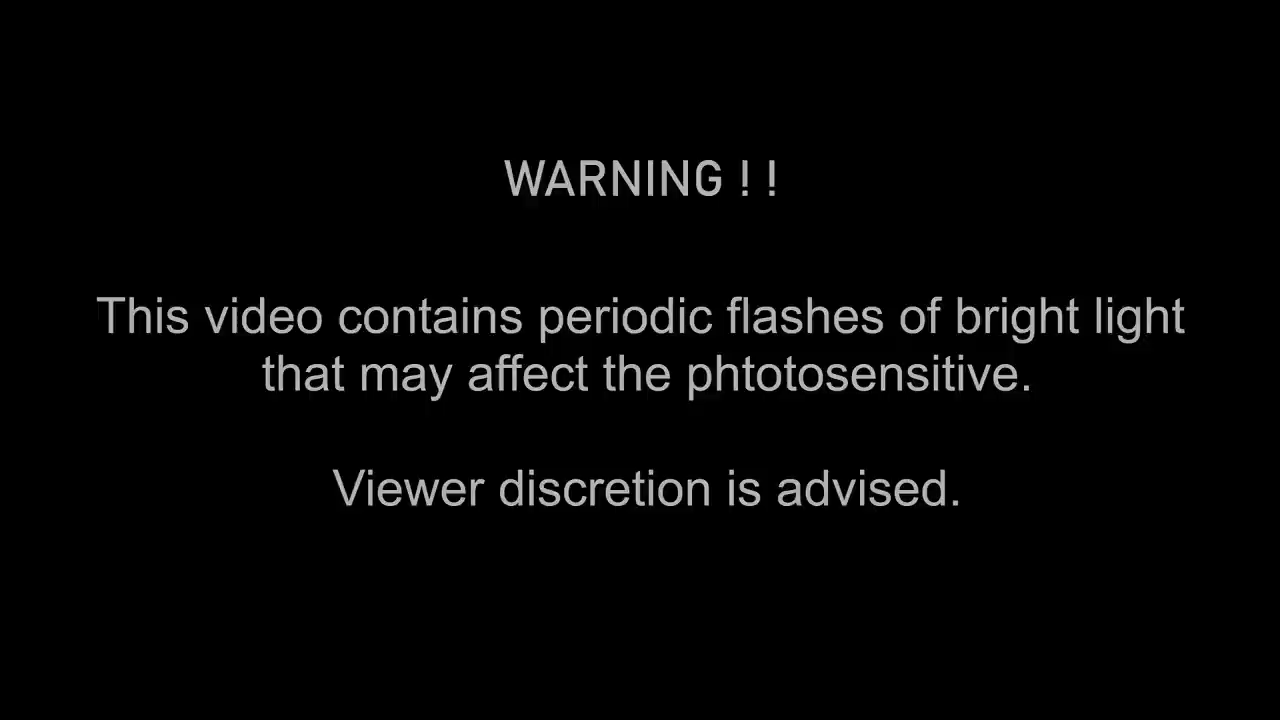 WARNING ! !
This video contains periodic flashes of bright light
that may affect the phtotosensitive.
Viewer discretion is advised.